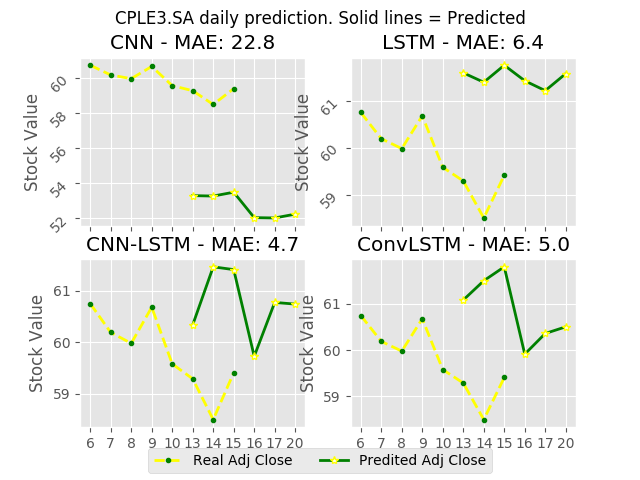 CPLE3.SA daily prediction. Solid lines = Predicted
CNN - MAE: 22.8
Stock Value
60
58
56
54
52
LSTM - MAE: 6.4
Stock Value
61
60
59
CNN-LSTM - MAE: 4.7
Stock Value
61
60
59
6 7 8 9 10 13 14 15 16 17 20
ConvLSTM - MAE: 5.0
Stock Value
61
60
59
6 7 8 9 10 13 14 15 16 17 20
Real Adj Close
Predited Adj Close